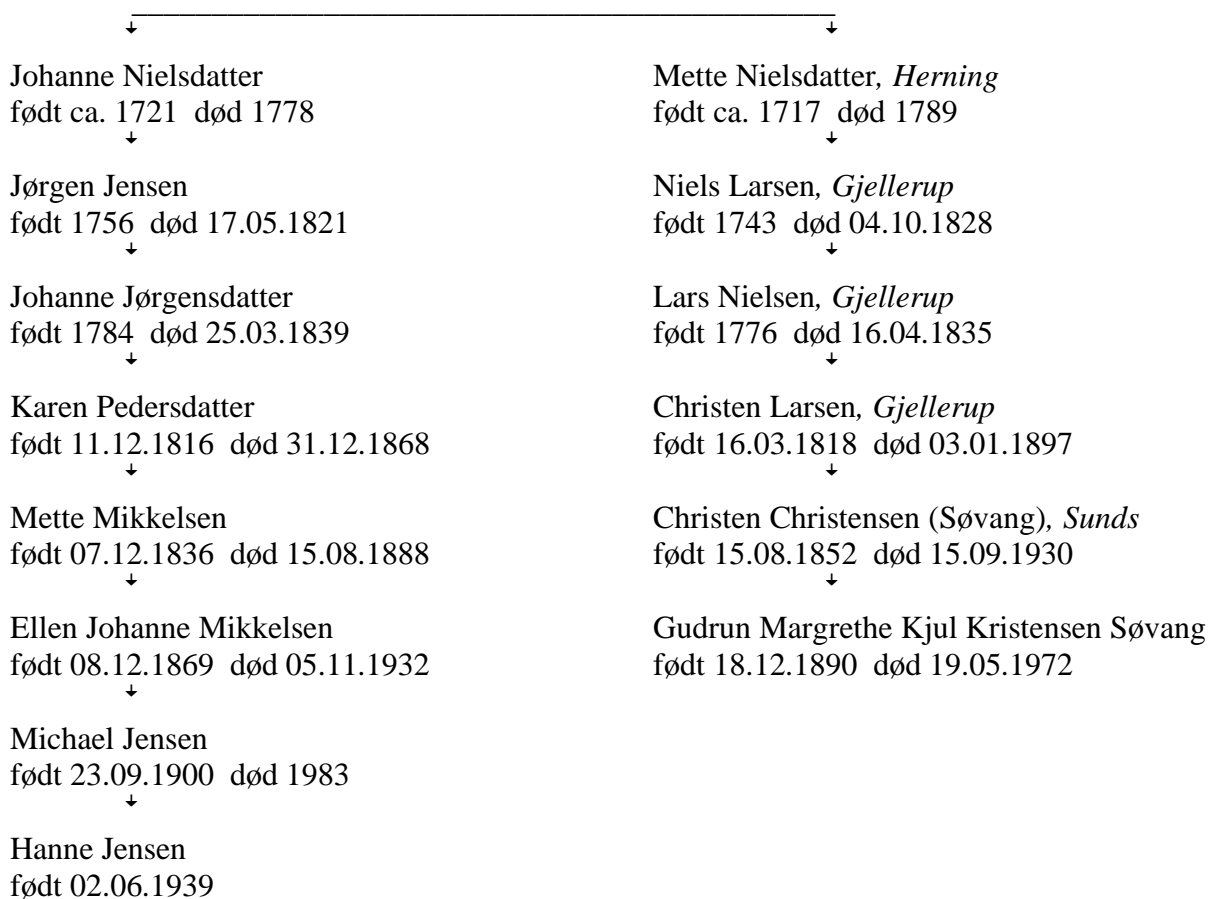 Johanne Nielsdatter
født ca. 1721 død 1778
Jørgen Jensen
født 1756 død 17.05.1821
Johanne Jørgensdatter
født 1784 død 25.03.1839
Karen Pedersdatter
født 11.12.1816 død 31.12.1868
Mette Mikkelsen
født 07.12.1836 død 15.08.1888
Ellen Johanne Mikkelsen
født 08.12.1869 død 05.11.1932
Michael Jensen
født 23.09.1900 død 1983
Hanne Jensen
født 02.06.1939
Mette Nielsdatter, Herning
født ca. 1717 død 1789
Niels Larsen, Gjellerup
født 1743 død 04.10.1828
Lars Nielsen, Gjellerup
født 1776 død 16.04.1835
Christen Larsen, Gjellerup
født 16.03.1818 død 03.01.1897
Christen Christensen (Søvang), Sunds
født 15.08.1852 død 15.09.1930
Gudrun Margrethe Kjul Kristensen Søvang
født 18.12.1890 død 19.05.1972